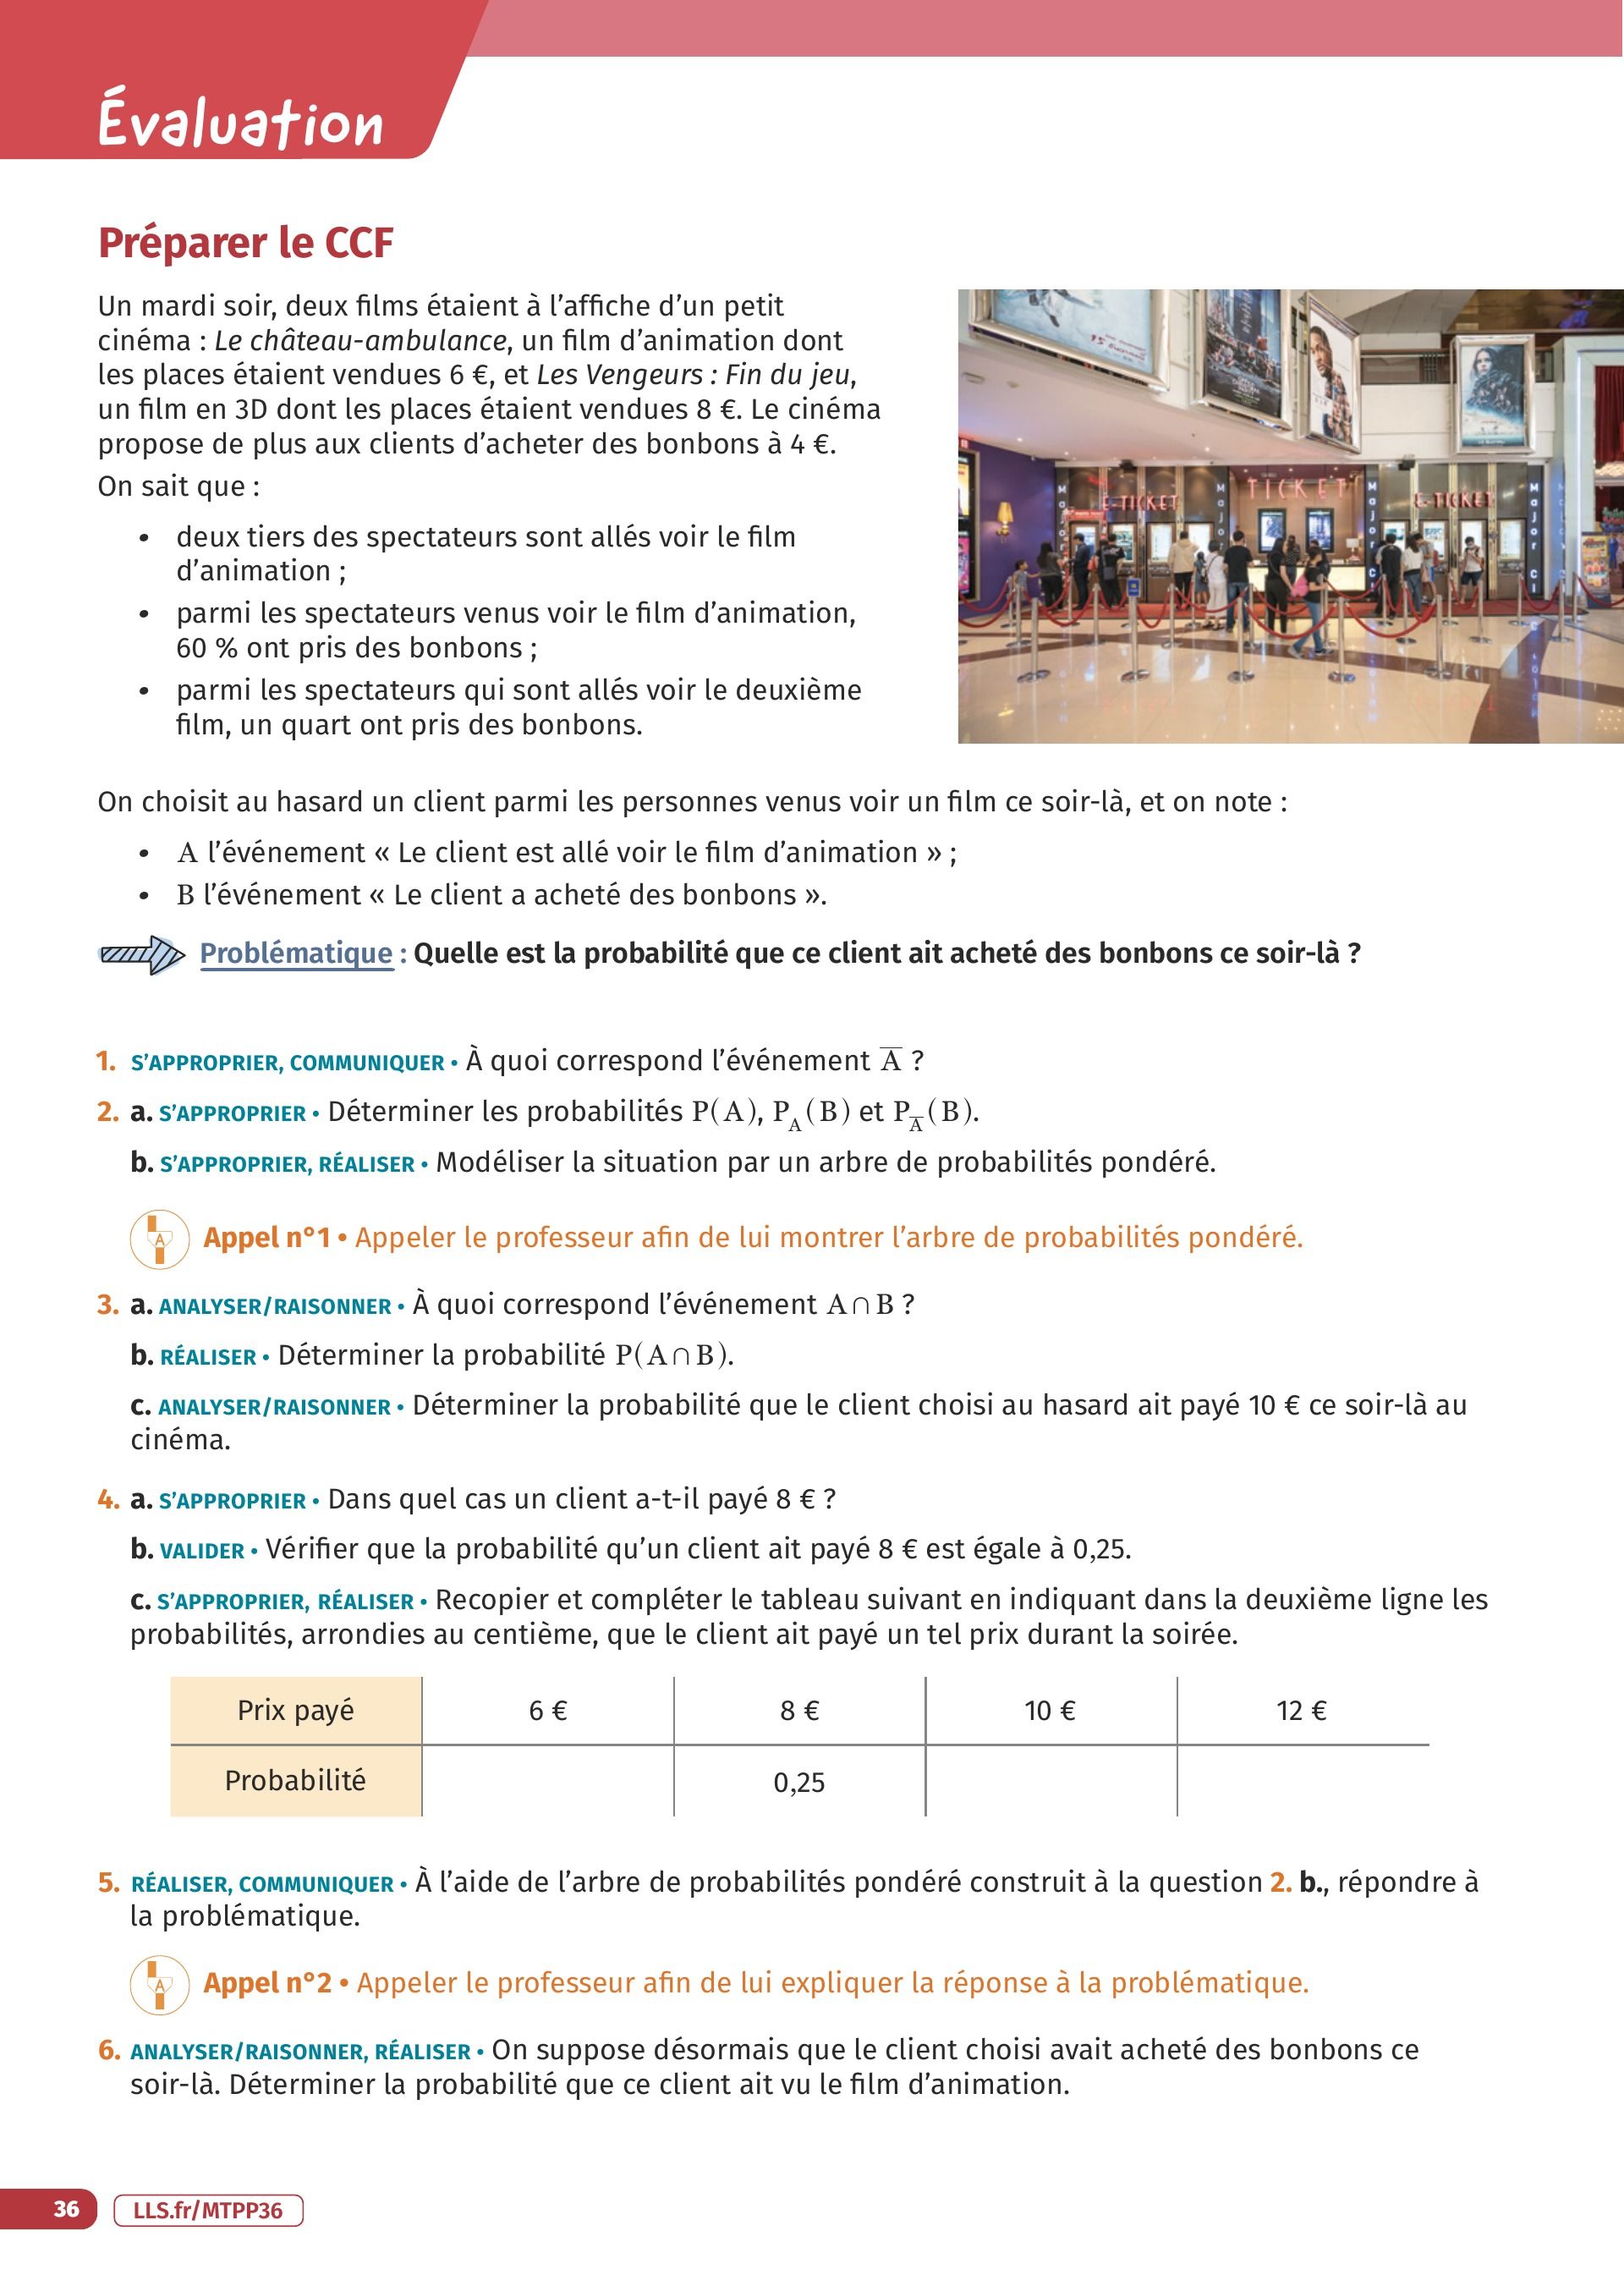 Évaluation
Préparer le CCF
Un mardi soir, deux films étaient à l’affiche d’un petit
cinéma : Le château-ambulance, un film d’animation dont
les places étaient vendues 6 €, et Les Vengeurs : Fin du jeu,
un film en 3D dont les places étaient vendues 8 €. Le cinéma
propose de plus aux clients d’acheter des bonbons à 4 €.
On sait que :
• deux tiers des spectateurs sont allés voir le film
d’animation ;
• parmi les spectateurs venus voir le film d’animation,
60 % ont pris des bonbons ;
• parmi les spectateurs qui sont allés voir le deuxième
film, un quart ont pris des bonbons.
E-TICKET
TICKET
E-TICKET
Major
Major
Major
Major
On choisit au hasard un client parmi les personnes venus voir un film ce soir-là, et on note :
• A l’événement « Le client est allé voir le film d’animation » ;
• B l’événement « Le client a acheté des bonbons ».
Problématique : Quelle est la probabilité que ce client ait acheté des bonbons ce soir-là ?
1. S’APPROPRIER, COMMUNIQUER • À quoi correspond l’événement A̅ ?
2. a. S’APPROPRIER • Déterminer les probabilités P(A), P_A(B) et P_A̅(B).
b. S’APPROPRIER, RÉALISER • Modéliser la situation par un arbre de probabilités pondéré.
A Appel n°1 • Appeler le professeur afin de lui montrer l’arbre de probabilités pondéré.
3. a. ANALYSER/RAISONNER • À quoi correspond l’événement A∩B ?
b. RÉALISER • Déterminer la probabilité P(A∩B).
c. ANALYSER/RAISONNER • Déterminer la probabilité que le client choisi au hasard ait payé 10 € ce soir-là au
cinéma.
4. a. S’APPROPRIER • Dans quel cas un client a-t-il payé 8 € ?
b. VALIDER • Vérifier que la probabilité qu’un client ait payé 8 € est égale à 0,25.
c. S’APPROPRIER, RÉALISER • Recopier et compléter le tableau suivant en indiquant dans la deuxième ligne les
probabilités, arrondies au centième, que le client ait payé un tel prix durant la soirée.
Prix payé 6 € 8 € 10 € 12 €
Probabilité 0,25
5. RÉALISER, COMMUNIQUER • À l’aide de l’arbre de probabilités pondéré construit à la question 2. b., répondre à
la problématique.
A Appel n°2 • Appeler le professeur afin de lui expliquer la réponse à la problématique.
6. ANALYSER/RAISONNER, RÉALISER • On suppose désormais que le client choisi avait acheté des bonbons ce
soir-là. Déterminer la probabilité que ce client ait vu le film d’animation.
36 LLS.fr/MTPP36